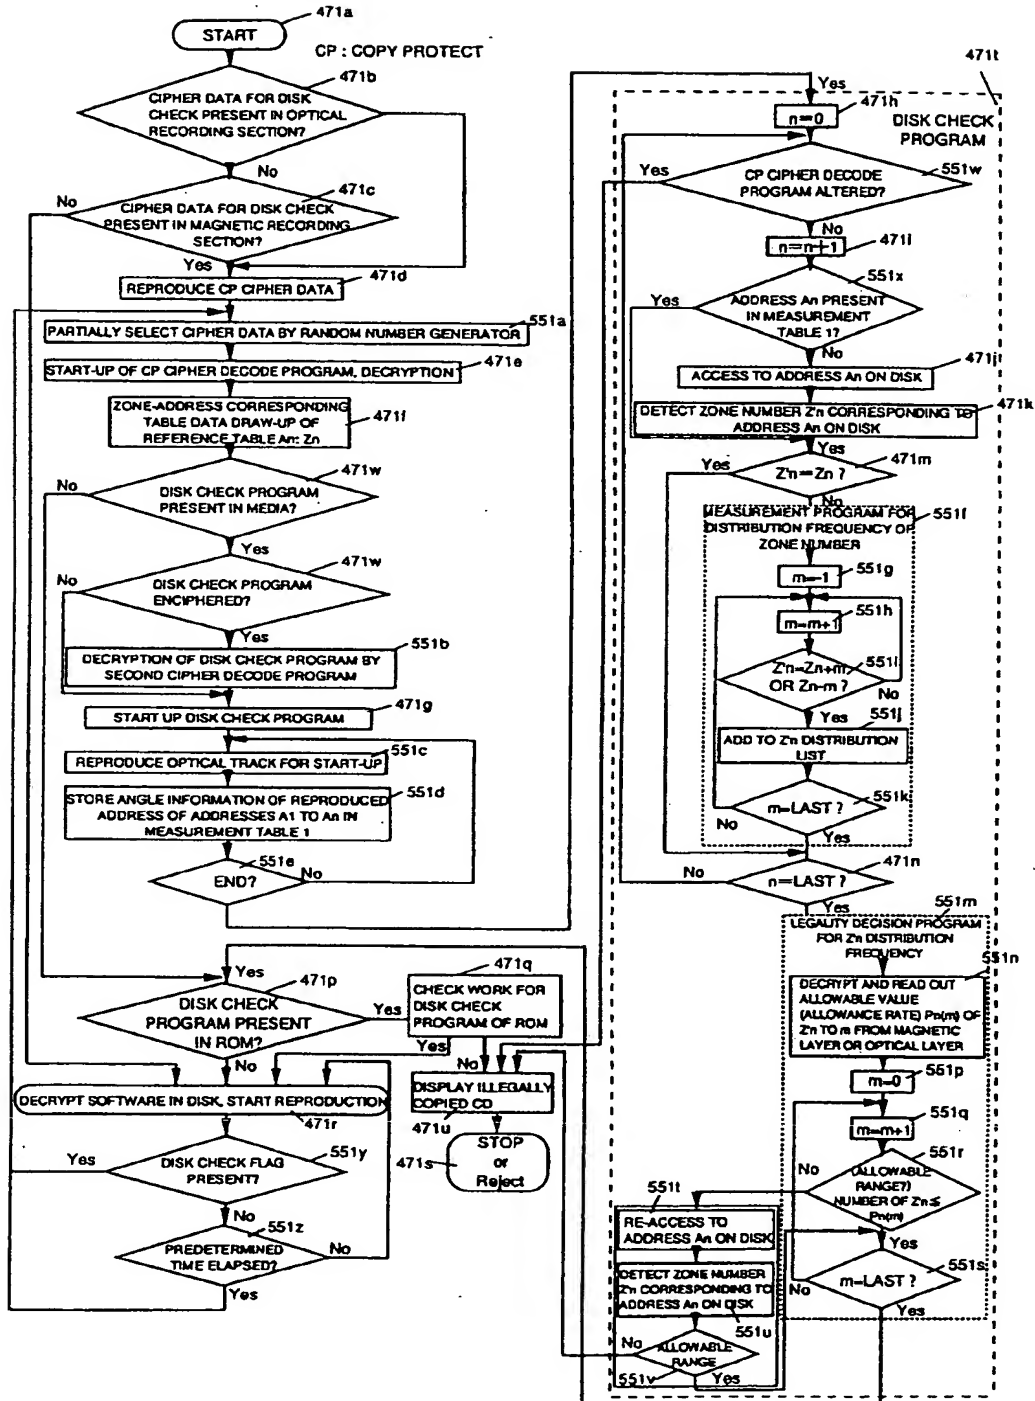 471a
START
CP : COPY PROTECT
471b
CIPHER DATA FOR DISK
CHECK PRESENT IN OPTICAL
RECORDING SECTION?
No
471c
No
CIPHER DATA FOR DISK CHECK
PRESENT IN MAGNETIC RECORDING
SECTION?
Yes
471d
REPRODUCE CP CIPHER DATA
551a
PARTIALLY SELECT CIPHER DATA BY RANDOM NUMBER GENERATOR
START-UP OF CP CIPHER DECODE PROGRAM, DECRYPTION
471e
ZONE-ADDRESS CORRESPONDING
TABLE DATA DRAW-UP OF
REFERENCE TABLE An: Zn
471f
471w
No
DISK CHECK PROGRAM
PRESENT IN MEDIA?
Yes
471w
No
DISK CHECK PROGRAM
ENCIPHERED?
Yes
551b
DECRYPTION OF DISK CHECK PROGRAM BY
SECOND CIPHER DECODE PROGRAM
START UP DISK CHECK PROGRAM
471g
551c
REPRODUCE OPTICAL TRACK FOR START-UP
551d
STORE ANGLE INFORMATION OF REPRODUCED
ADDRESS OF ADDRESSES A1 TO An IN
MEASUREMENT TABLE 1
551e
END?
No
Yes
471p
DISK CHECK
PROGRAM PRESENT
IN ROM?
Yes
No
471q
CHECK WORK FOR
DISK CHECK
PROGRAM OF ROM
Yes
No
DECRYPT SOFTWARE IN DISK, START REPRODUCTION
471r
DISPLAY ILLEGALLY
COPIED CD
471u
STOP
or
Reject
471s
551y
Yes
DISK CHECK FLAG
PRESENT?
No
551z
PREDETERMINED
TIME ELAPSED?
No
Yes
471t
Yes
471h
n=0
DISK CHECK
PROGRAM
Yes
551w
CP CIPHER DECODE
PROGRAM ALTERED?
No
n=n+1
471i
551x
Yes
ADDRESS An PRESENT
IN MEASUREMENT
TABLE 1?
No
471j
ACCESS TO ADDRESS An ON DISK
471k
DETECT ZONE NUMBER Z'n CORRESPONDING TO
ADDRESS An ON DISK
Yes
Yes
471m
Z'n=Zn ?
No
MEASUREMENT PROGRAM FOR
DISTRIBUTION FREQUENCY OF
ZONE NUMBER
551f
551g
m=-1
551h
m=m+1
Z'n=Zn+m
OR Zn-m ?
551i
No
Yes
551j
ADD TO Z'n DISTRIBUTION
LIST
m=LAST ?
551k
No
Yes
471n
No
n=LAST ?
Yes
551m
LEGALITY DECISION PROGRAM
FOR Z'n DISTRIBUTION
FREQUENCY
551n
DECRYPT AND READ OUT
ALLOWABLE VALUE
(ALLOWANCE RATE) Pn(m) OF
Z'n TO m FROM MAGNETIC
LAYER OR OPTICAL LAYER
551p
m=0
551q
m=m+1
551r
No
(ALLOWABLE
RANGE?)
NUMBER OF Z'n≦
Pn(m)
Yes
551s
m=LAST ?
No
Yes
551t
RE-ACCESS TO
ADDRESS An ON DISK
DETECT ZONE NUMBER
Z'n CORRESPONDING TO
ADDRESS An ON DISK
551u
No
ALLOWABLE
RANGE
551v
Yes